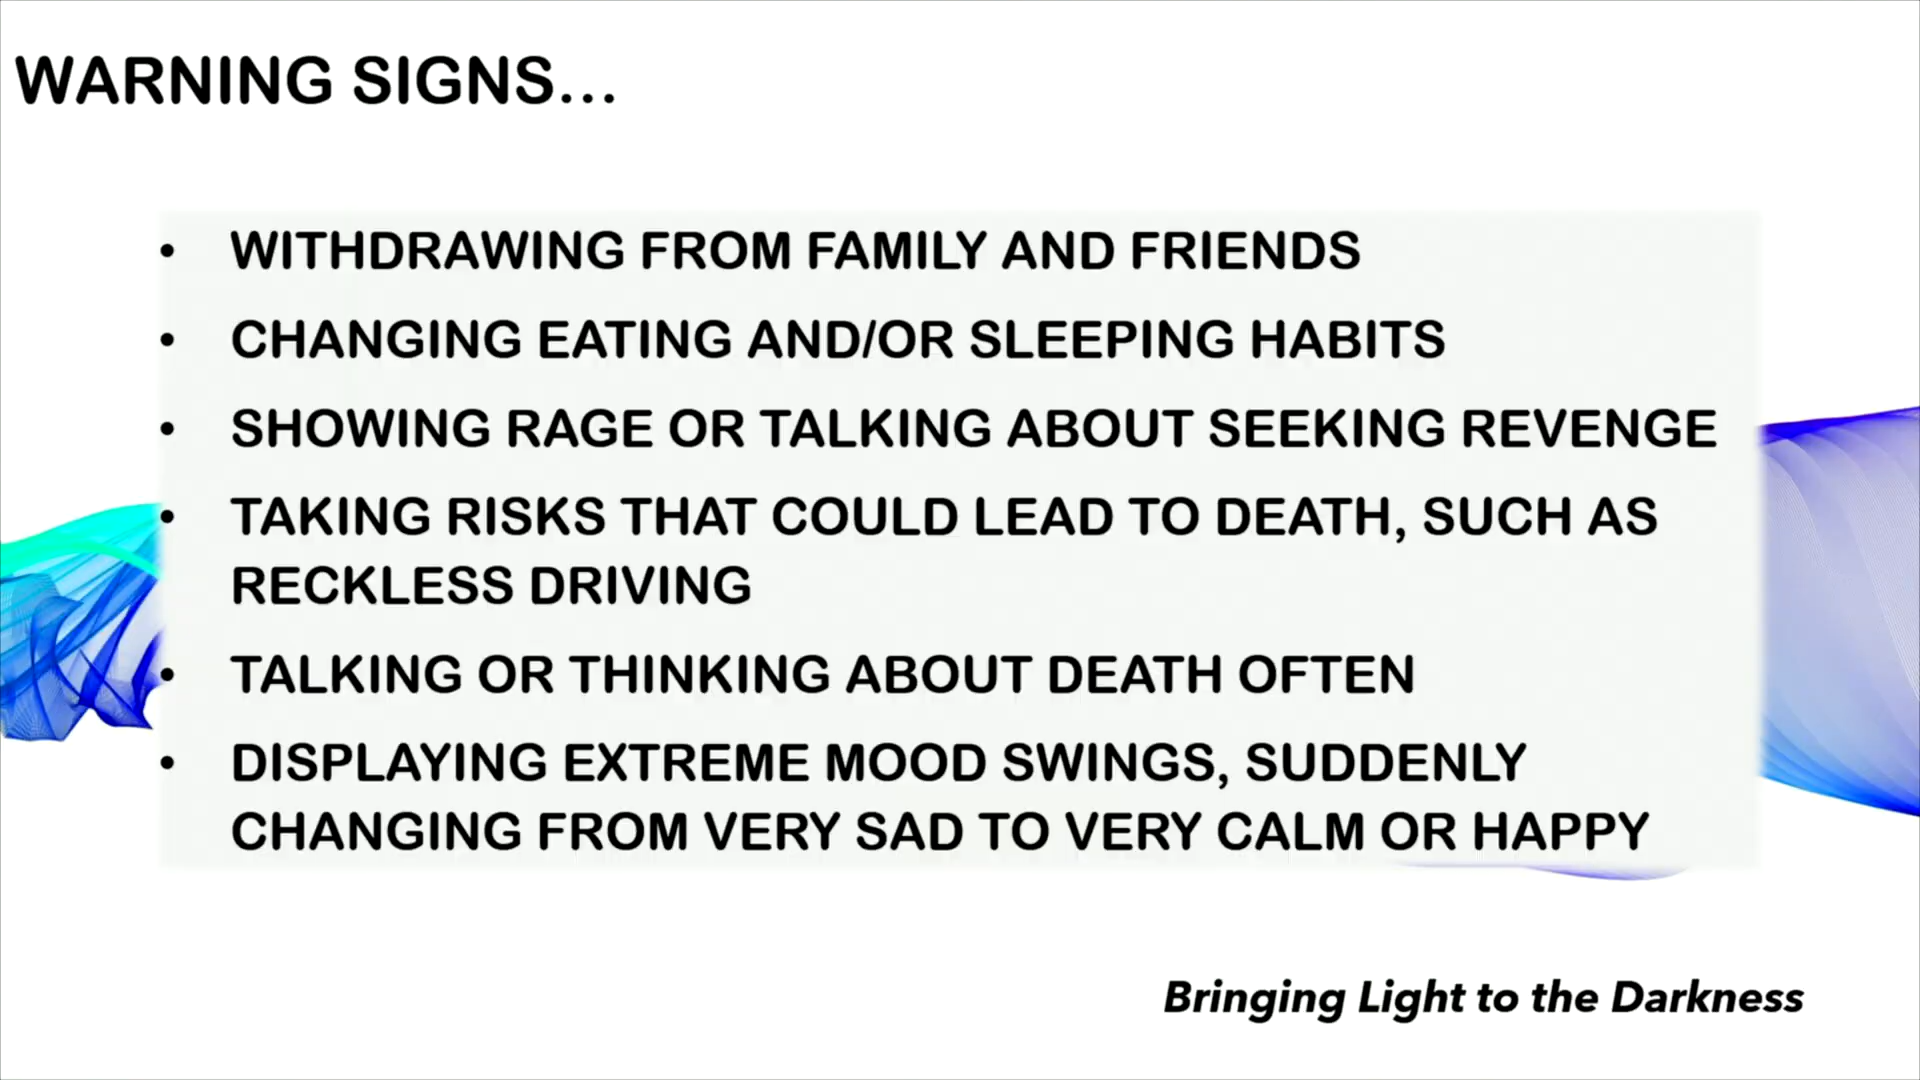 WARNING SIGNS...
• WITHDRAWING FROM FAMILY AND FRIENDS
• CHANGING EATING AND/OR SLEEPING HABITS
• SHOWING RAGE OR TALKING ABOUT SEEKING REVENGE
• TAKING RISKS THAT COULD LEAD TO DEATH, SUCH AS
RECKLESS DRIVING
• TALKING OR THINKING ABOUT DEATH OFTEN
• DISPLAYING EXTREME MOOD SWINGS, SUDDENLY
CHANGING FROM VERY SAD TO VERY CALM OR HAPPY
Bringing Light to the Darkness